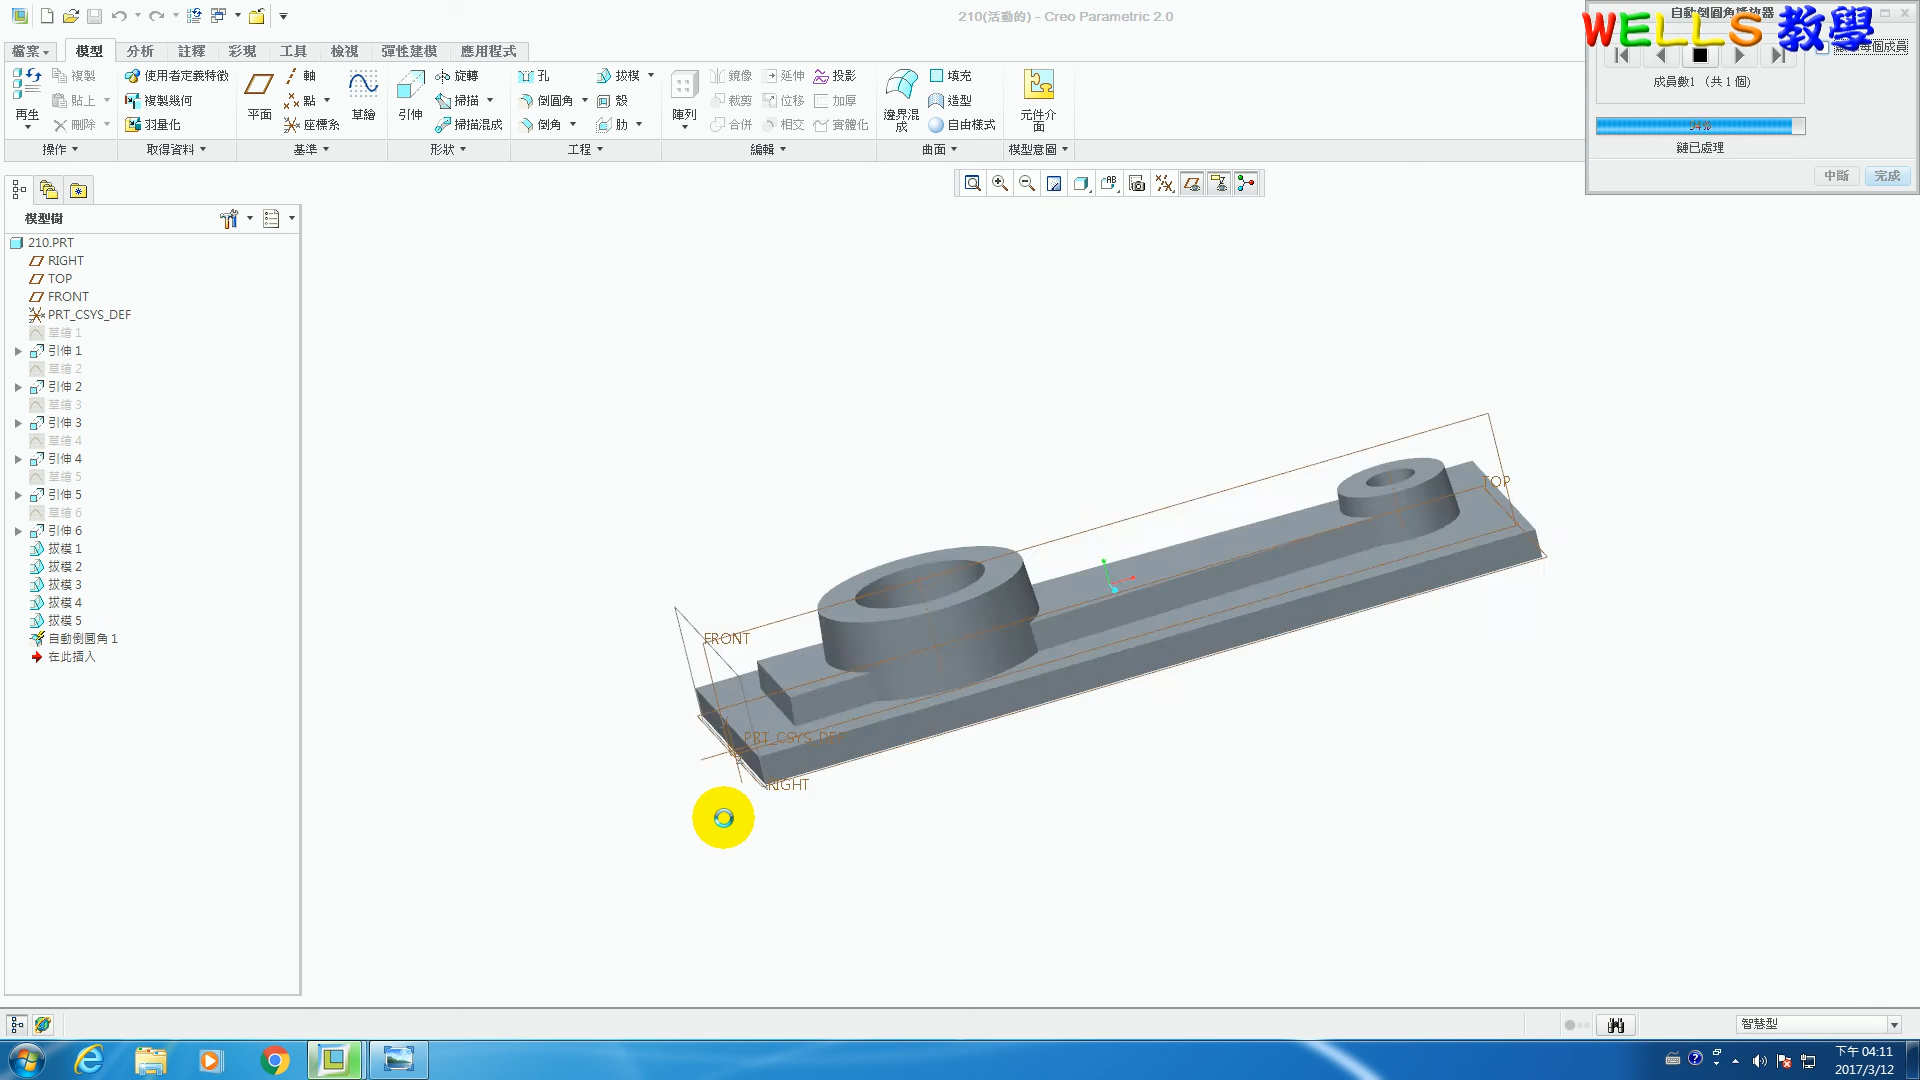 210(活動的) - Creo Parametric 2.0
WELLS 教學
檔案 模型 分析 註釋 彩現 工具 檢視 彈性建模 應用程式
成員數1 （共 1 個）
94%
鏈已處理
中斷 完成
再生 複製 貼上 刪除
使用者定義特徵 複製幾何 羽量化
平面 軸 點 座標系 草繪
引伸 旋轉 掃描 掃描混成
孔 倒圓角 倒角 拔模 殼 肋
陣列 鏡像 裁剪 合併 延伸 位移 相交 投影 加厚 實體化
邊界混成 填充 造型 自由樣式
元件介面
操作 取得資料 基準 形狀 工程 編輯 曲面 模型意圖
模型樹
210.PRT
RIGHT
TOP
FRONT
PRT_CSYS_DEF
草繪 1
引伸 1
草繪 2
引伸 2
草繪 3
引伸 3
草繪 4
引伸 4
草繪 5
引伸 5
草繪 6
引伸 6
拔模 1
拔模 2
拔模 3
拔模 4
拔模 5
自動倒圓角 1
在此插入
TOP
FRONT
PRT_CSYS_DEF
RIGHT
智慧型
下午 04:11
2017/3/12